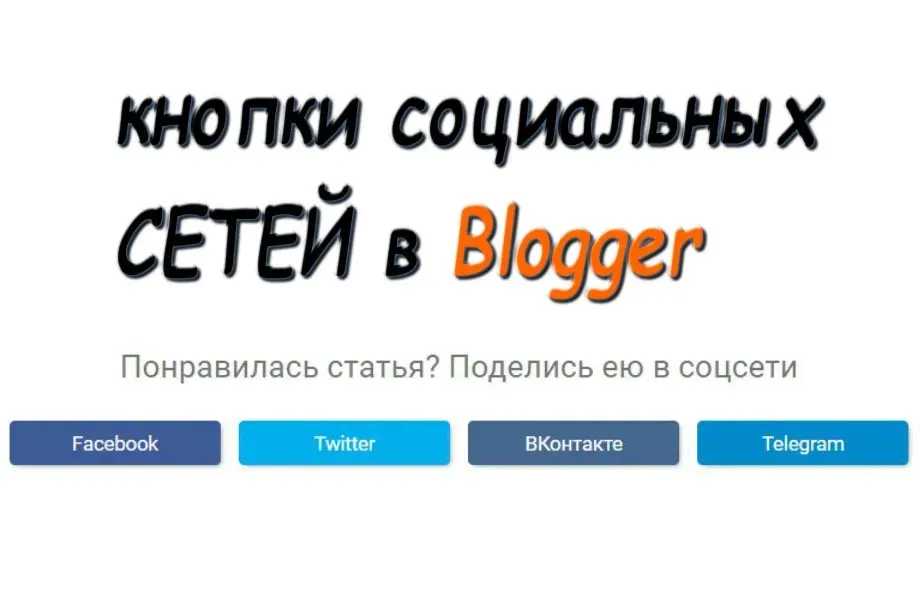 кнопки социальных
СЕТЕЙ в Blogger
Понравилась статья? Поделись ею в соцсети
Facebook Twitter ВКонтакте Telegram